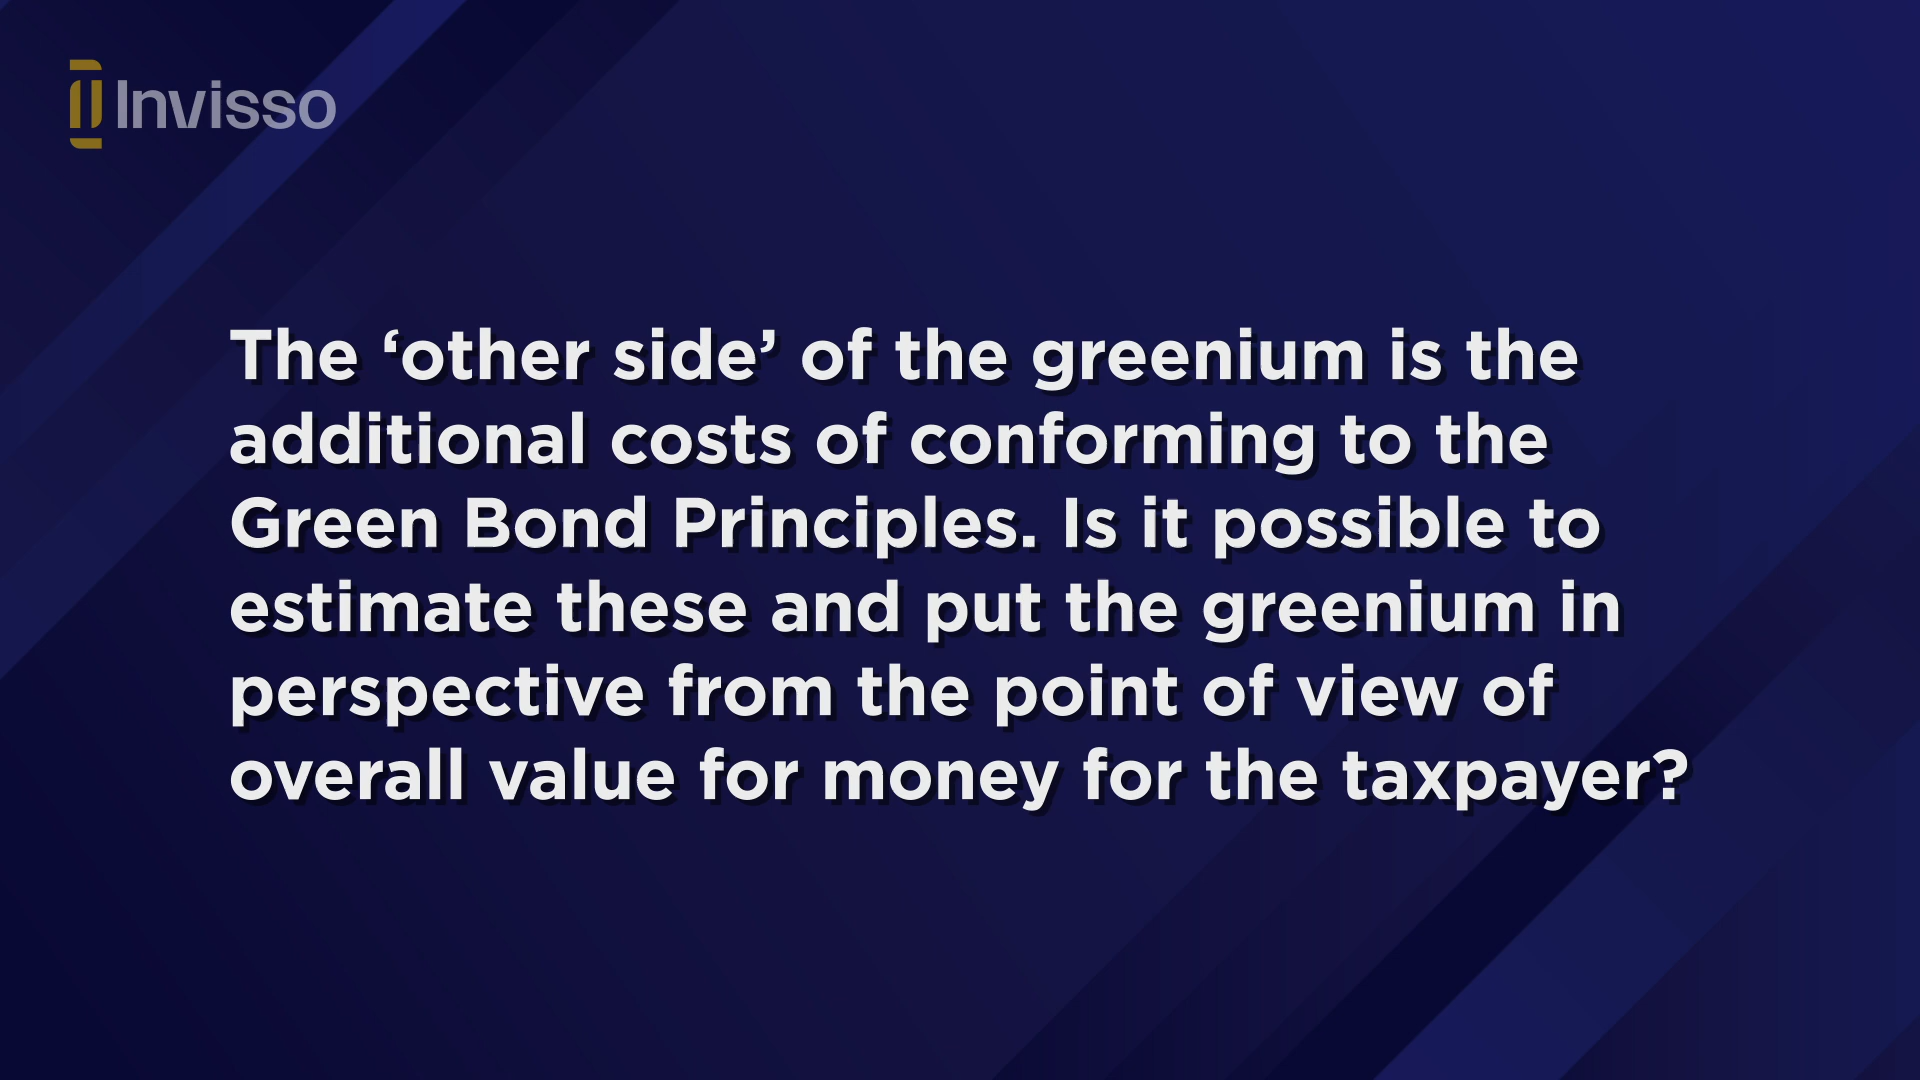 Invisso
The ‘other side’ of the greenium is the
additional costs of conforming to the
Green Bond Principles. Is it possible to
estimate these and put the greenium in
perspective from the point of view of
overall value for money for the taxpayer?